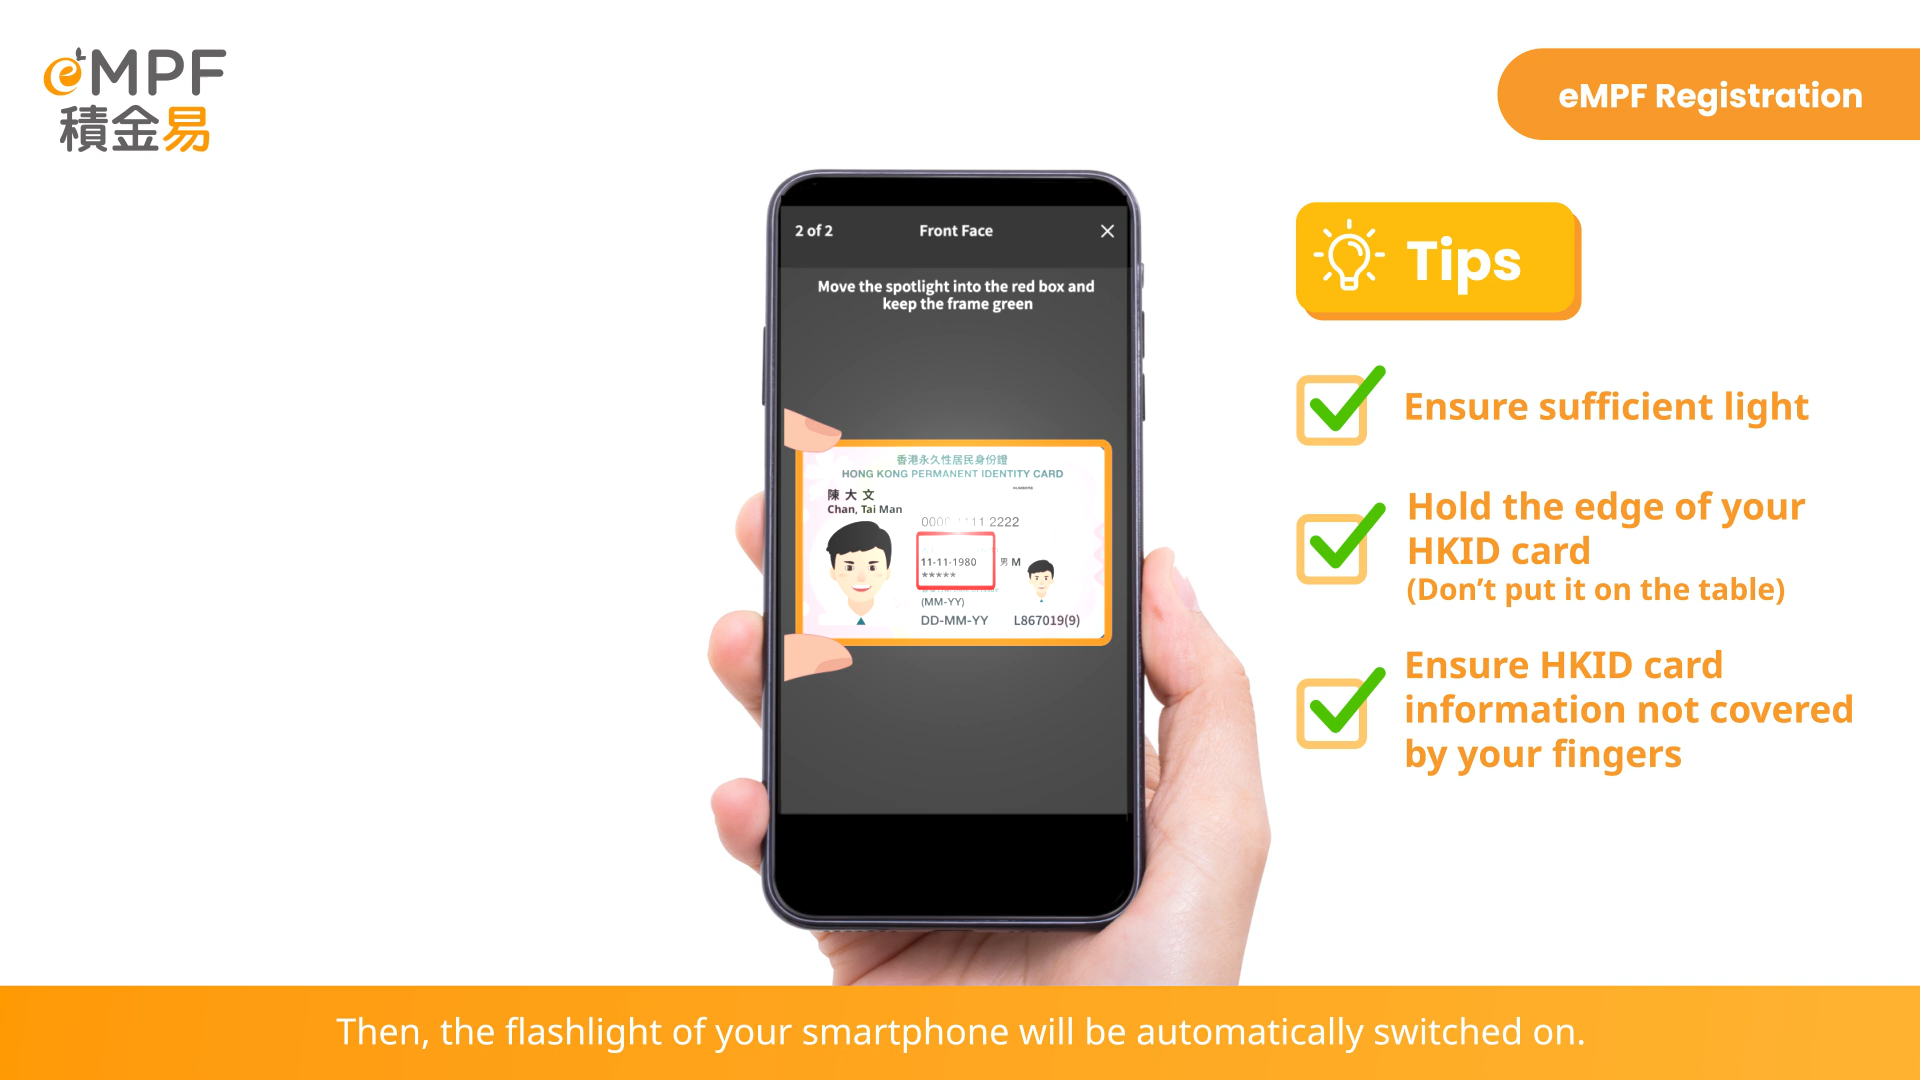 eMPF
積金易
eMPF Registration
2 of 2
Front Face
Move the spotlight into the red box and
keep the frame green
香港永久性居民身份證
HONG KONG PERMANENT IDENTITY CARD
陳大文
Chan, Tai Man
2222
11-11-1980
男 M
*****
(MM-YY)
DD-MM-YY
L867019(9)
Tips
Ensure sufficient light
Hold the edge of your
HKID card
(Don't put it on the table)
Ensure HKID card
information not covered
by your fingers
Then, the flashlight of your smartphone will be automatically switched on.